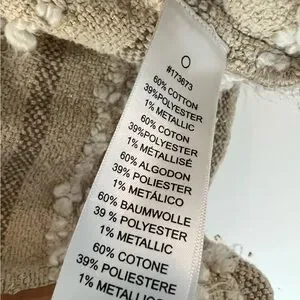 O
#173673
60% COTTON
39%POLYESTER
1% METALLIC
60% COTON
39%POLYESTER
1% MÉTALLISÉ
60% ALGODON
39% POLIESTER
1% METÁLICO
60% BAUMWOLLE
39 % POLYESTER
1% METALLIC
60% COTONE
39% POLIESTERE
1% METALLICO